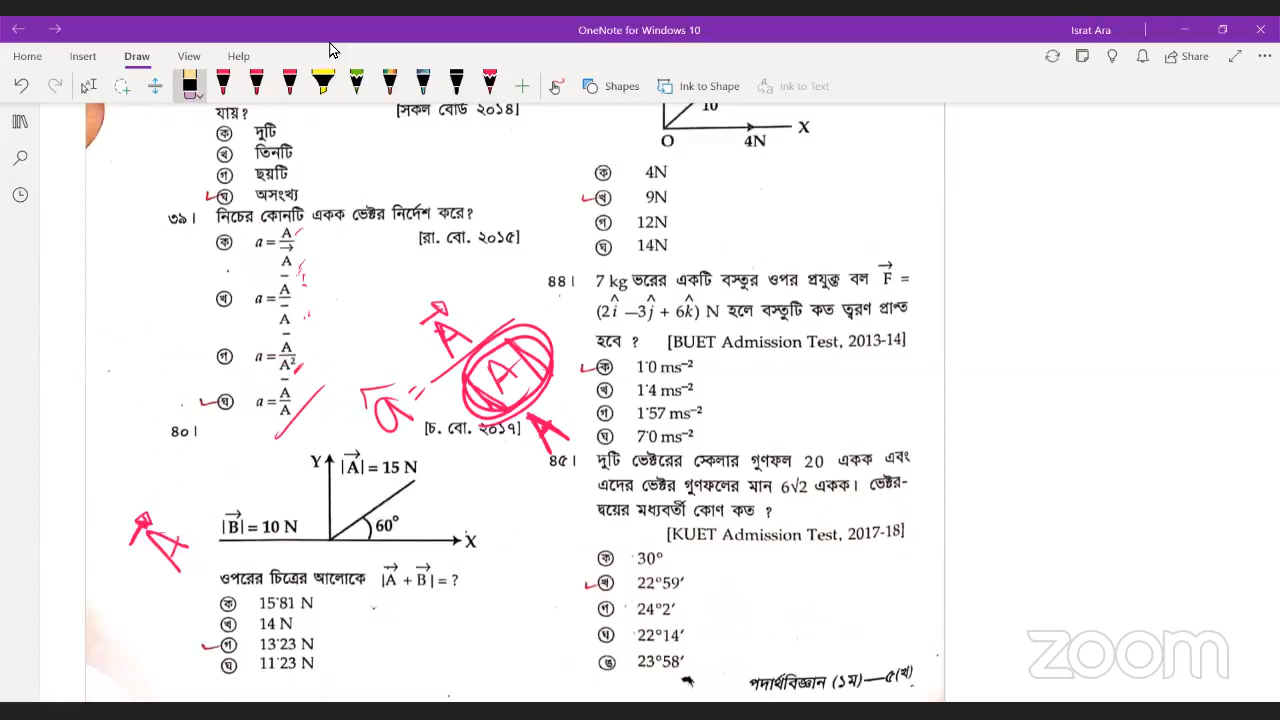 OneNote for Windows 10
Israt Ara
Home Insert Draw View Help
Share
Shapes
Ink to Shape
Ink to Text
যায়?
[সকল বোর্ড ২০১৪]
ক দুটি
খ তিনটি
গ ছয়টি
ঘ অসংখ্য
৩৯। নিচের কোনটি একক ভেক্টর নির্দেশ করে?
[রা. বো. ২০১৫]
ক a = A/A⃗
খ a = A/A
গ a = A/A²
ঘ a = A/A
A⃗
â = A⃗/|A|
A
৪০।
[চ. বো. ২০১৭]
Y |A⃗| = 15 N
|B⃗| = 10 N 60° X
A⃗
ওপরের চিত্রের আলোকে |A⃗ + B⃗| = ?
ক 15·81 N
খ 14 N
গ 13·23 N
ঘ 11·23 N
10
X
O 4N
ক 4N
খ 9N
গ 12N
ঘ 14N
৪৪। 7 kg ভরের একটি বস্তুর ওপর প্রযুক্ত বল F⃗ =
(2î −3ĵ + 6k̂) N হলে বস্তুটি কত ত্বরণ প্রাপ্ত
হবে ? [BUET Admission Test, 2013-14]
ক 1·0 ms⁻²
খ 1·4 ms⁻²
গ 1·57 ms⁻²
ঘ 7·0 ms⁻²
৪৫। দুটি ভেক্টরের স্কেলার গুণফল 20 একক এবং
এদের ভেক্টর গুণফলের মান 6√2 একক। ভেক্টর-
দ্বয়ের মধ্যবর্তী কোণ কত ?
[KUET Admission Test, 2017-18]
ক 30°
খ 22°59′
গ 24°2′
ঘ 22°14′
ঙ 23°58′
পদার্থবিজ্ঞান (১ম)—৫(খ)
zoom